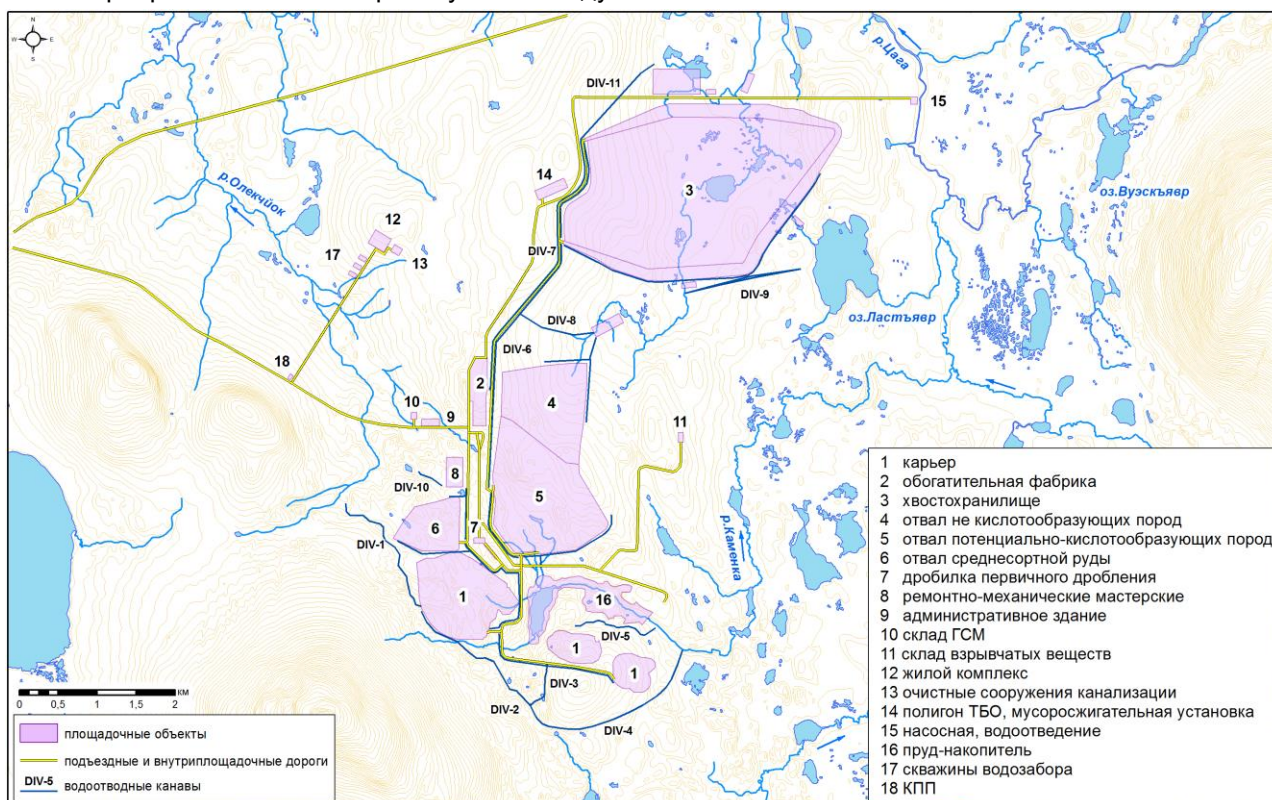 N
W E
S
р.Цага
DIV-11
15
14
3
оз.Вуэскъявр
р.Олекчйок
12
17
13
DIV-7
DIV-9
оз.Ластъявр
DIV-8
DIV-6
18
2
4
10
9
11
8
DIV-10
5
6
7
DIV-1
р.Каменка
1
16
DIV-5
1
1
DIV-3
DIV-2
DIV-4
0 0,5 1 1,5 2 КМ
площадочные объекты
подъездные и внутриплощадочные дороги
DIV-5 водоотводные канавы
1 карьер
2 обогатительная фабрика
3 хвостохранилище
4 отвал не кислотообразующих пород
5 отвал потенциально-кислотообразующих пород
6 отвал среднесортной руды
7 дробилка первичного дробления
8 ремонтно-механические мастерские
9 административное здание
10 склад ГСМ
11 склад взрывчатых веществ
12 жилой комплекс
13 очистные сооружения канализации
14 полигон ТБО, мусоросжигательная установка
15 насосная, водоотведение
16 пруд-накопитель
17 скважины водозабора
18 КПП